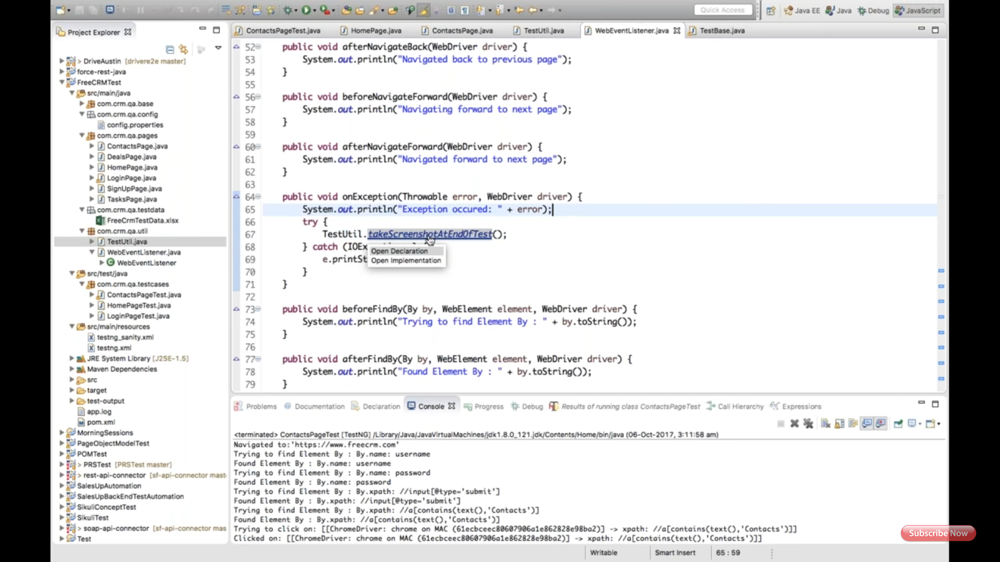 Quick Access
Java EE
Java
Debug
JavaScript
Project Explorer
> DriveAustin [drivere2e master]
force-rest-java
FreeCRMTest
src/main/java
com.crm.qa.base
com.crm.qa.config
config.properties
com.crm.qa.pages
ContactsPage.java
DealsPage.java
HomePage.java
LoginPage.java
SignUpPage.java
TasksPage.java
com.crm.qa.testdata
FreeCrmTestData.xlsx
com.crm.qa.util
TestUtil.java
WebEventListener.java
WebEventListener
src/test/java
com.crm.qa.testcases
ContactsPageTest.java
HomePageTest.java
LoginPageTest.java
src/main/resources
testng_sanity.xml
testng.xml
JRE System Library [J2SE-1.5]
Maven Dependencies
src
target
test-output
app.log
pom.xml
MorningSessions
PageObjectModelTest
POMTest
> PRSTest [PRSTest master]
> rest-api-connector [sf-api-connector mast
SalesUpAutomation
SalesUpBackEndTestAutomation
SikuliConceptTest
SikuliTest
> soap-api-connector [sf-api-connector mas
Test
ContactsPageTest.java
HomePage.java
ContactsPage.java
TestUtil.java
WebEventListener.java
TestBase.java
52 public void afterNavigateBack(WebDriver driver) {
53 System.out.println("Navigated back to previous page");
54 }
55
56 public void beforeNavigateForward(WebDriver driver) {
57 System.out.println("Navigating forward to next page");
58 }
59
60 public void afterNavigateForward(WebDriver driver) {
61 System.out.println("Navigated forward to next page");
62 }
63
64 public void onException(Throwable error, WebDriver driver) {
65 System.out.println("Exception occured: " + error);
66 try {
67 TestUtil.takeScreenshotAtEndOfTest();
68 } catch (IOEx
69 e.printSt
70 }
71 }
72
73 public void beforeFindBy(By by, WebElement element, WebDriver driver) {
74 System.out.println("Trying to find Element By : " + by.toString());
75 }
76
77 public void afterFindBy(By by, WebElement element, WebDriver driver) {
78 System.out.println("Found Element By : " + by.toString());
79 }
Open Declaration
Open Implementation
Problems
@ Documentation
Declaration
Console
Progress
Debug
Results of running class ContactsPageTest
Call Hierarchy
Expressions
<terminated> ContactsPageTest [TestNG] /Library/Java/JavaVirtualMachines/jdk1.8.0_121.jdk/Contents/Home/bin/java (06-Oct-2017, 3:11:58 am)
Navigated to:'https://www.freecrm.com'
Trying to find Element By : By.name: username
Found Element By : By.name: username
Trying to find Element By : By.name: password
Found Element By : By.name: password
Trying to find Element By : By.xpath: //input[@type='submit']
Found Element By : By.xpath: //input[@type='submit']
Trying to find Element By : By.xpath: //a[contains(text(),'Contacts')]
Found Element By : By.xpath: //a[contains(text(),'Contacts')]
Trying to click on: [[ChromeDriver: chrome on MAC (61ecbceec80607906a1e862828e98ba2)] -> xpath: //a[contains(text(),'Contacts')]]
Clicked on: [[ChromeDriver: chrome on MAC (61ecbceec80607906a1e862828e98ba2)] -> xpath: //a[contains(text(),'Contacts')]]
Subscribe Now
Writable
Smart Insert
65 : 59